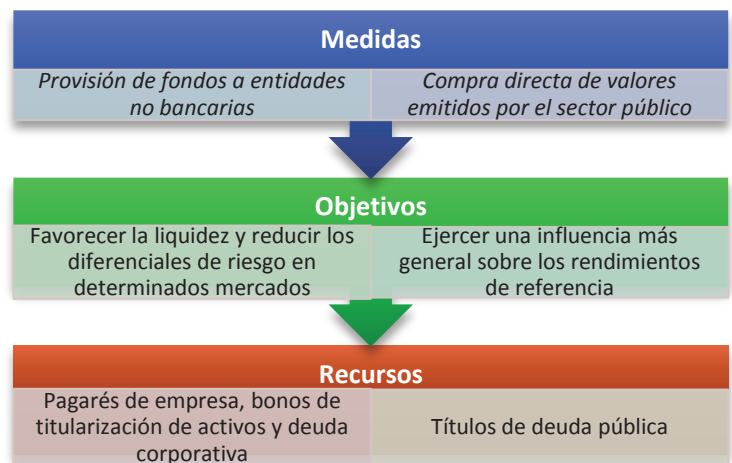 Medidas
Provisión de fondos a entidades
no bancarias
Compra directa de valores
emitidos por el sector público
Objetivos
Favorecer la liquidez y reducir los
diferenciales de riesgo en
determinados mercados
Ejercer una influencia más
general sobre los rendimientos
de referencia
Recursos
Pagarés de empresa, bonos de
titularización de activos y deuda
corporativa
Títulos de deuda pública